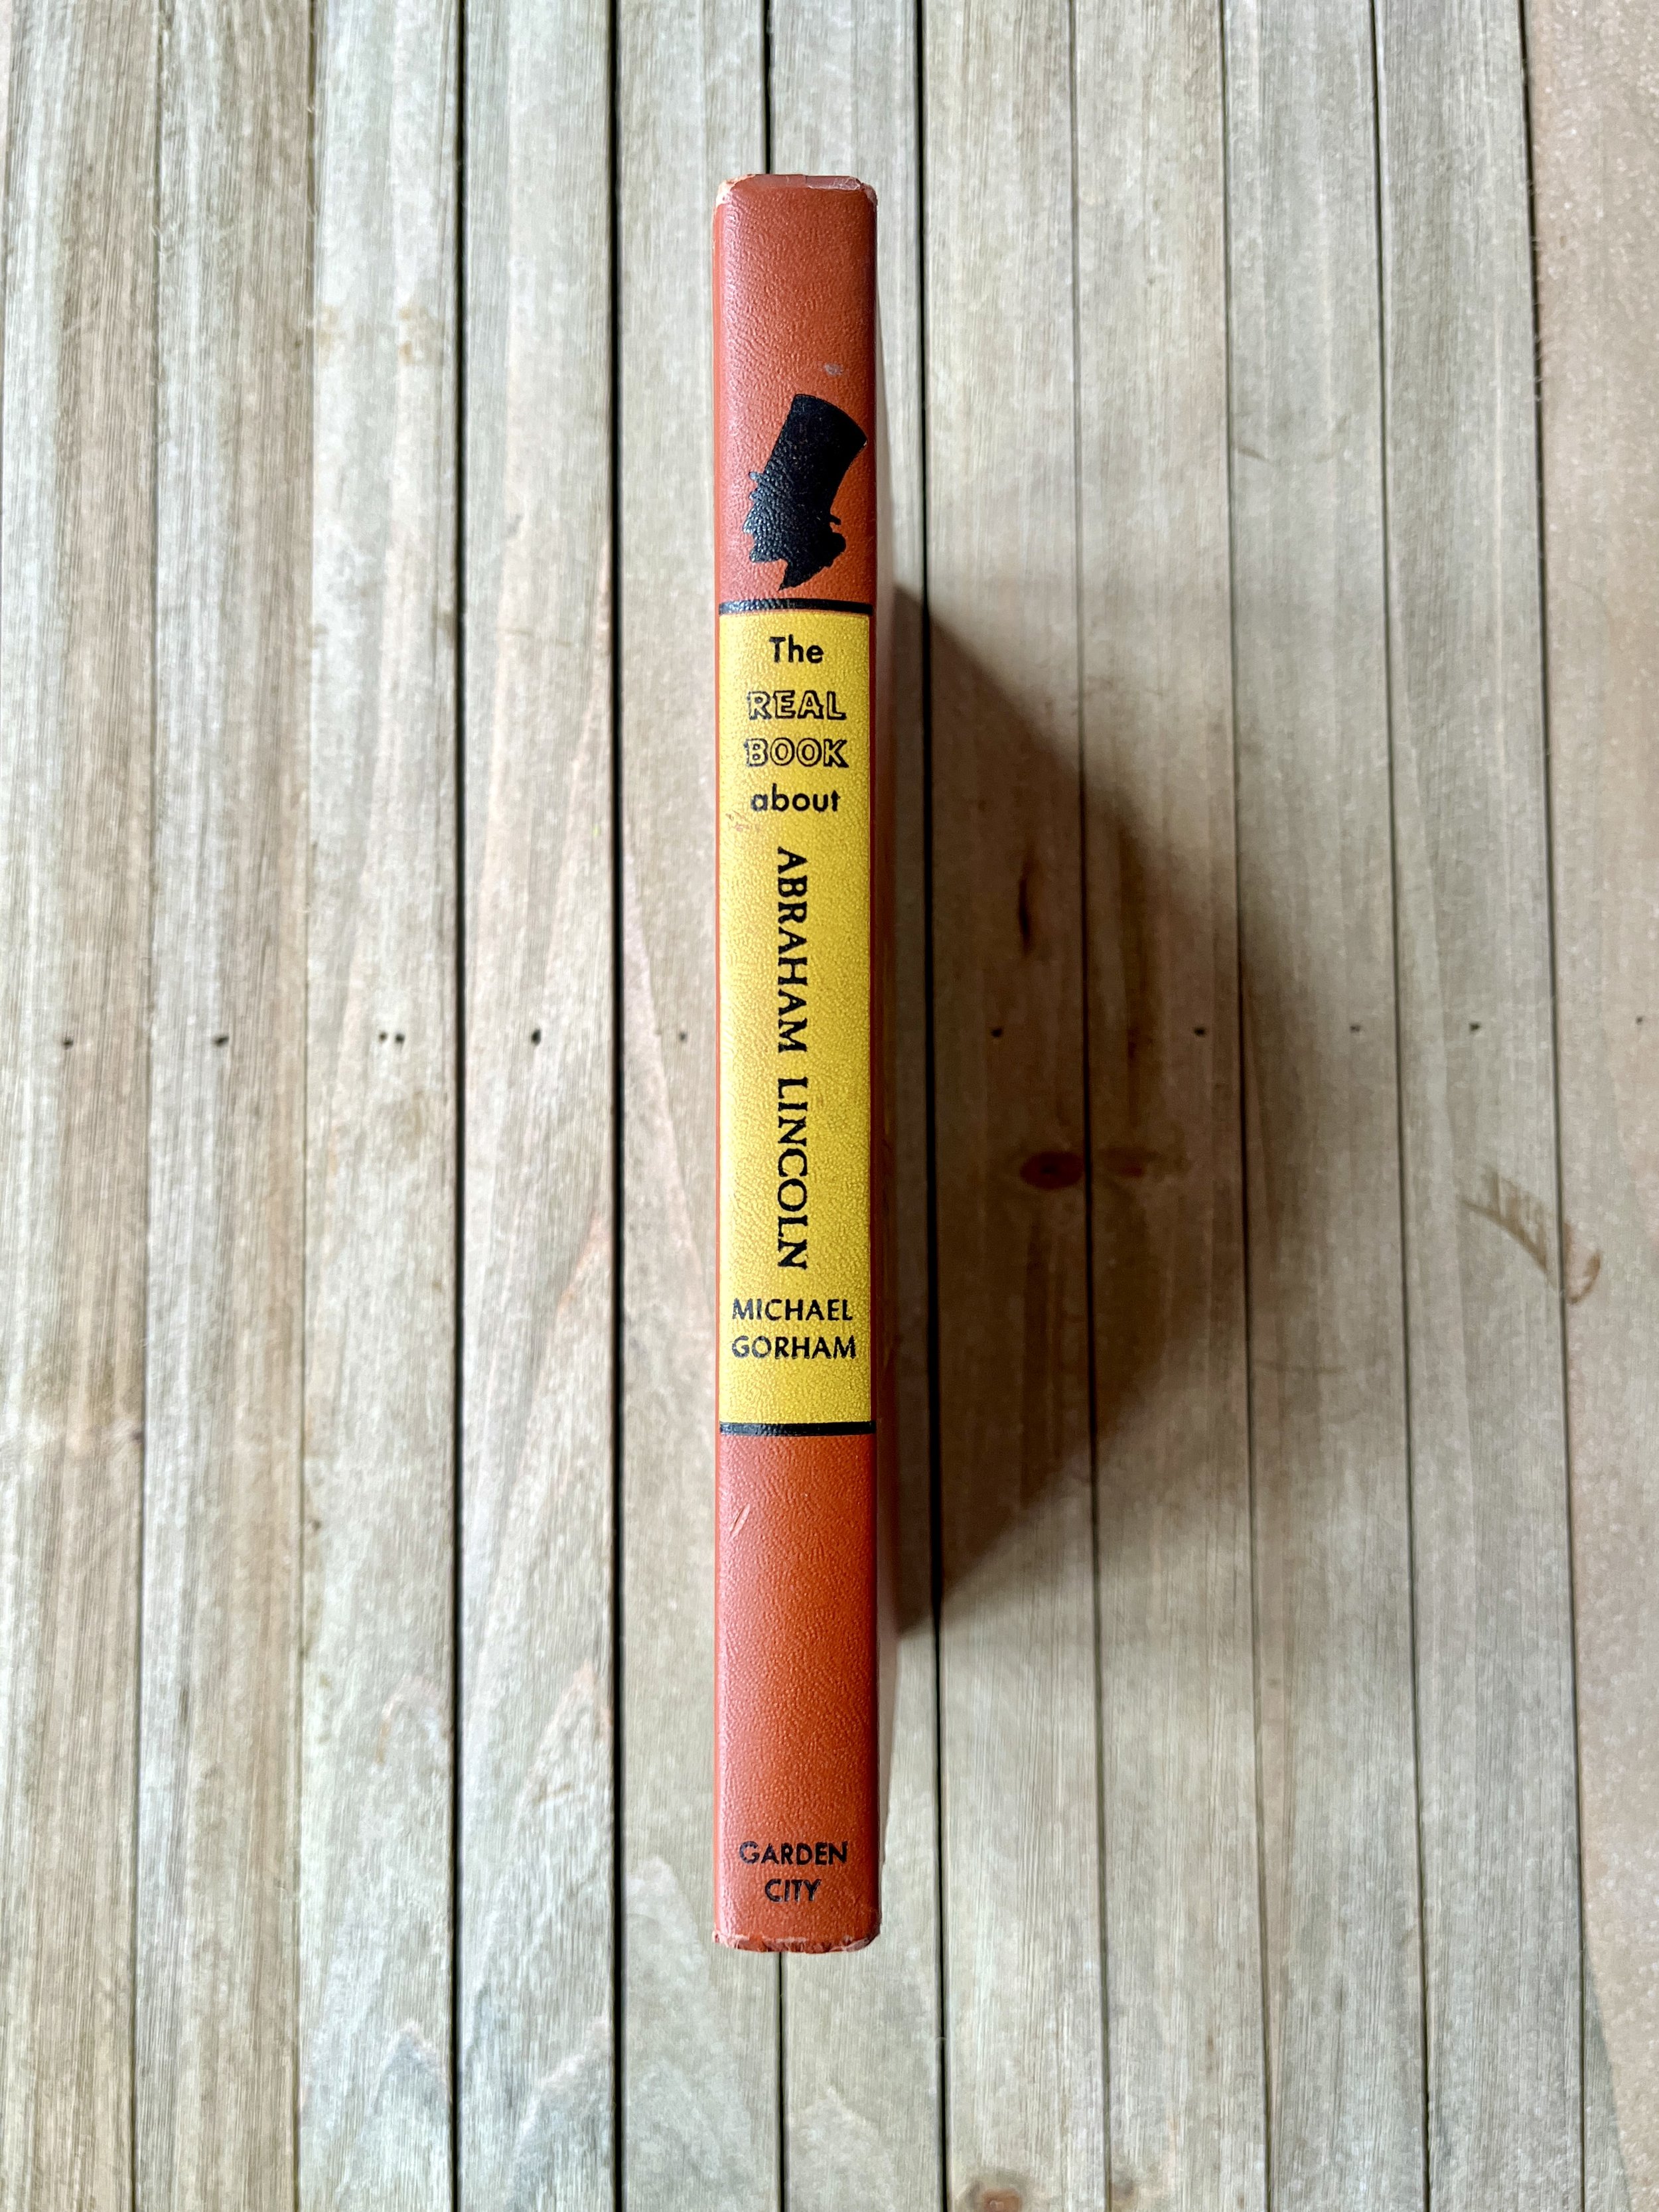 The
REAL
BOOK
about
ABRAHAM LINCOLN
MICHAEL
GORHAM
GARDEN
CITY